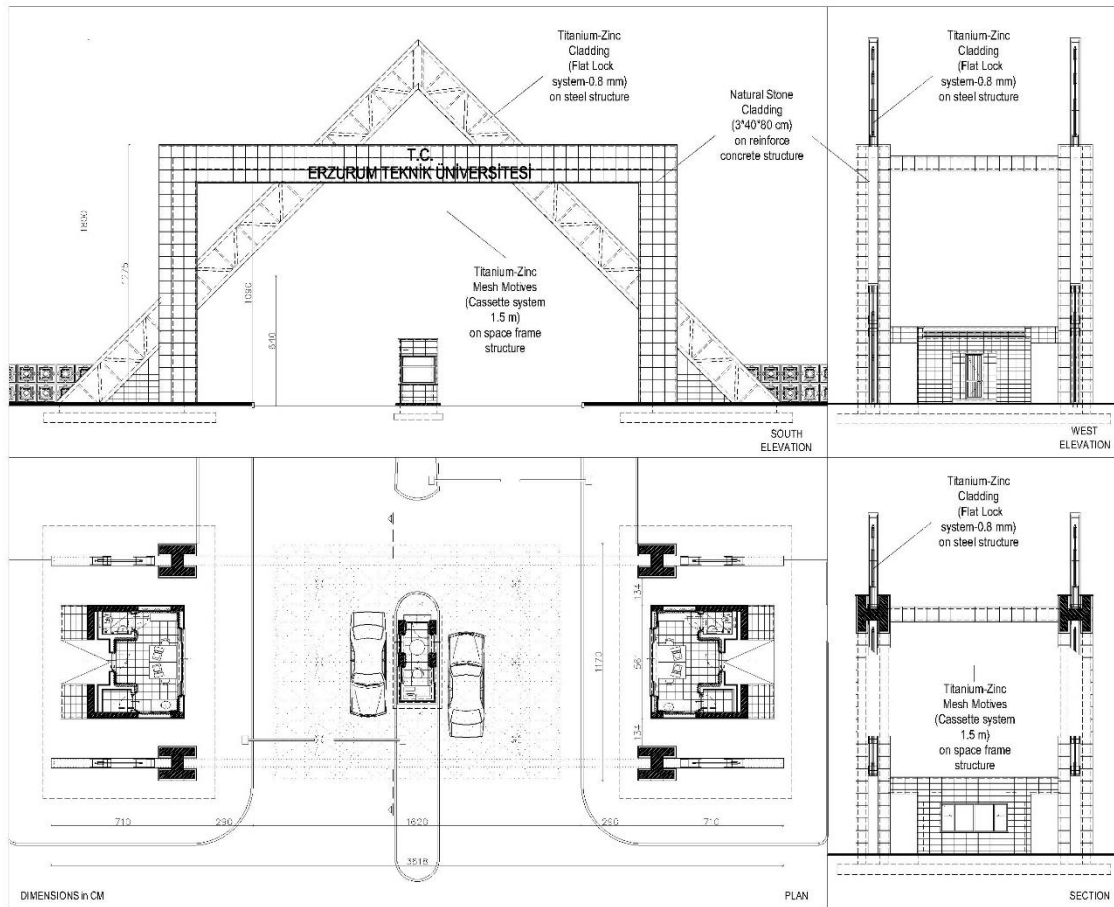 Titanium-Zinc
Cladding
(Flat Lock
system-0.8 mm)
on steel structure
Natural Stone
Cladding
(3*40*80 cm)
on reinforce
concrete structure
T.C.
ERZURUM TEKNİK ÜNİVERSİTESİ
Titanium-Zinc
Mesh Motives
(Cassette system
1.5 m)
on space frame
structure
1800
1275
1090
640
SOUTH
ELEVATION
Titanium-Zinc
Cladding
(Flat Lock
system-0.8 mm)
on steel structure
WEST
ELEVATION
134
1170
134
710
290
1620
290
710
DIMENSIONS in CM
PLAN
Titanium-Zinc
Cladding
(Flat Lock
system-0.8 mm)
on steel structure
Titanium-Zinc
Mesh Motives
(Cassette system
1.5 m)
on space frame
structure
SECTION